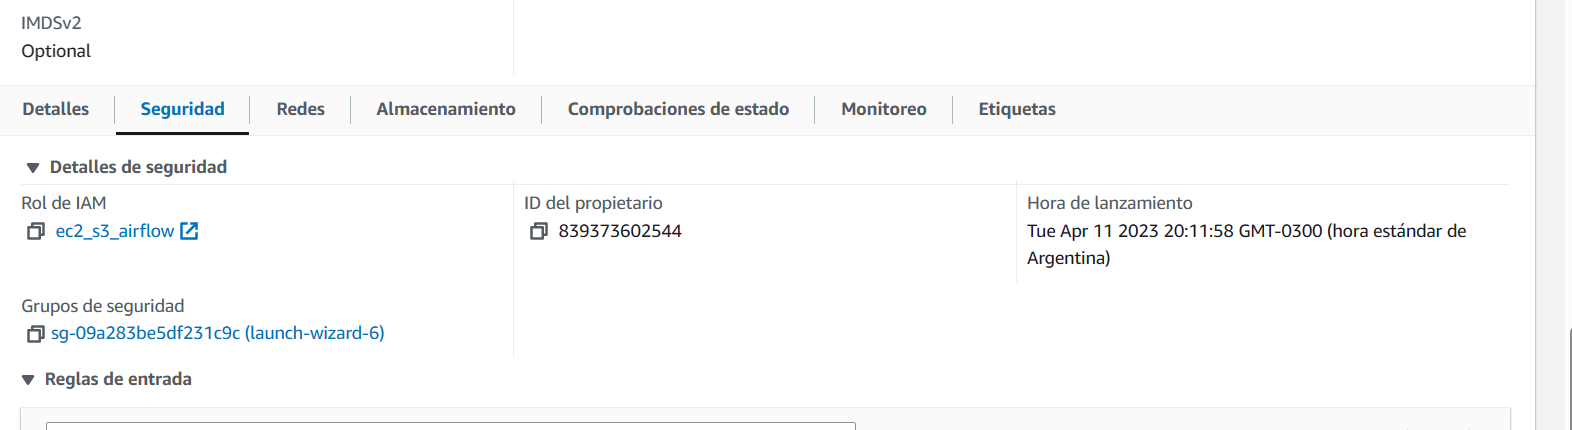 IMDSv2
Optional
Detalles
Seguridad
Redes
Almacenamiento
Comprobaciones de estado
Monitoreo
Etiquetas
Detalles de seguridad
Rol de IAM
ec2_s3_airflow
ID del propietario
839373602544
Hora de lanzamiento
Tue Apr 11 2023 20:11:58 GMT-0300 (hora estándar de
Argentina)
Grupos de seguridad
sg-09a283be5df231c9c (launch-wizard-6)
Reglas de entrada